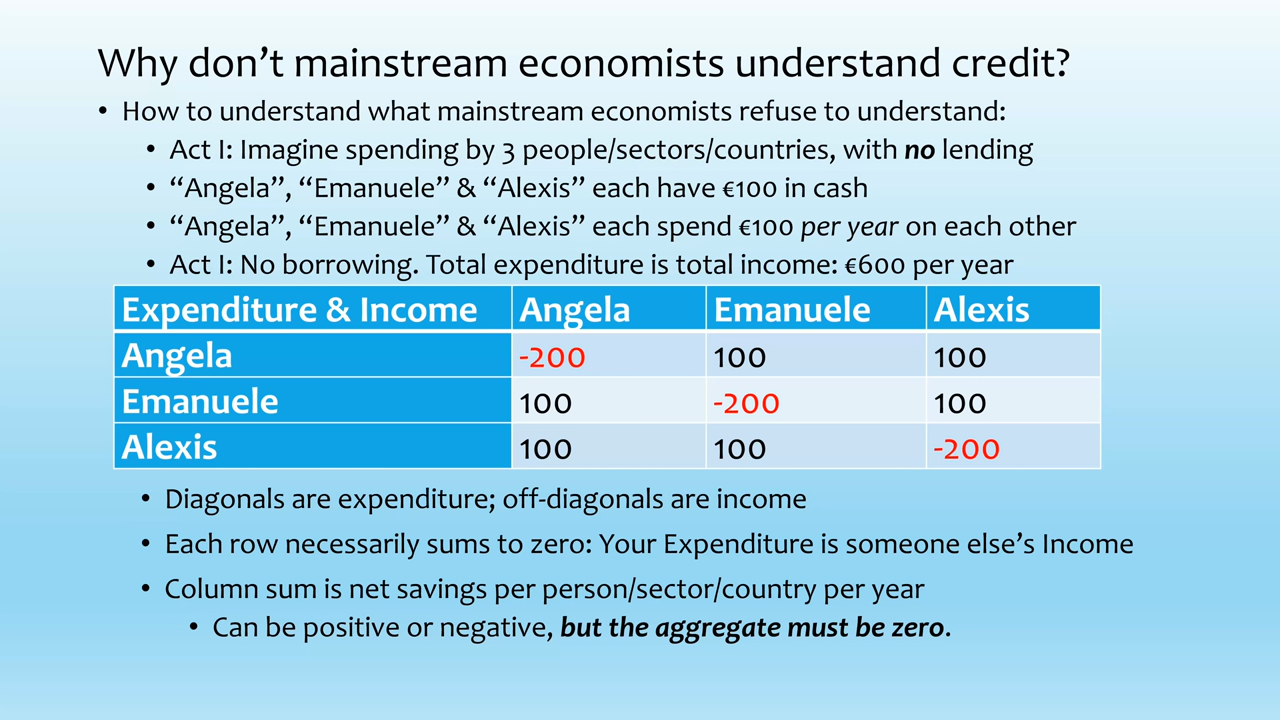 Why don’t mainstream economists understand credit?
• How to understand what mainstream economists refuse to understand:
• Act I: Imagine spending by 3 people/sectors/countries, with no lending
• “Angela”, “Emanuele” & “Alexis” each have €100 in cash
• “Angela”, “Emanuele” & “Alexis” each spend €100 per year on each other
• Act I: No borrowing. Total expenditure is total income: €600 per year
Expenditure & Income Angela Emanuele Alexis
Angela -200 100 100
Emanuele 100 -200 100
Alexis 100 100 -200
• Diagonals are expenditure; off-diagonals are income
• Each row necessarily sums to zero: Your Expenditure is someone else’s Income
• Column sum is net savings per person/sector/country per year
• Can be positive or negative, but the aggregate must be zero.